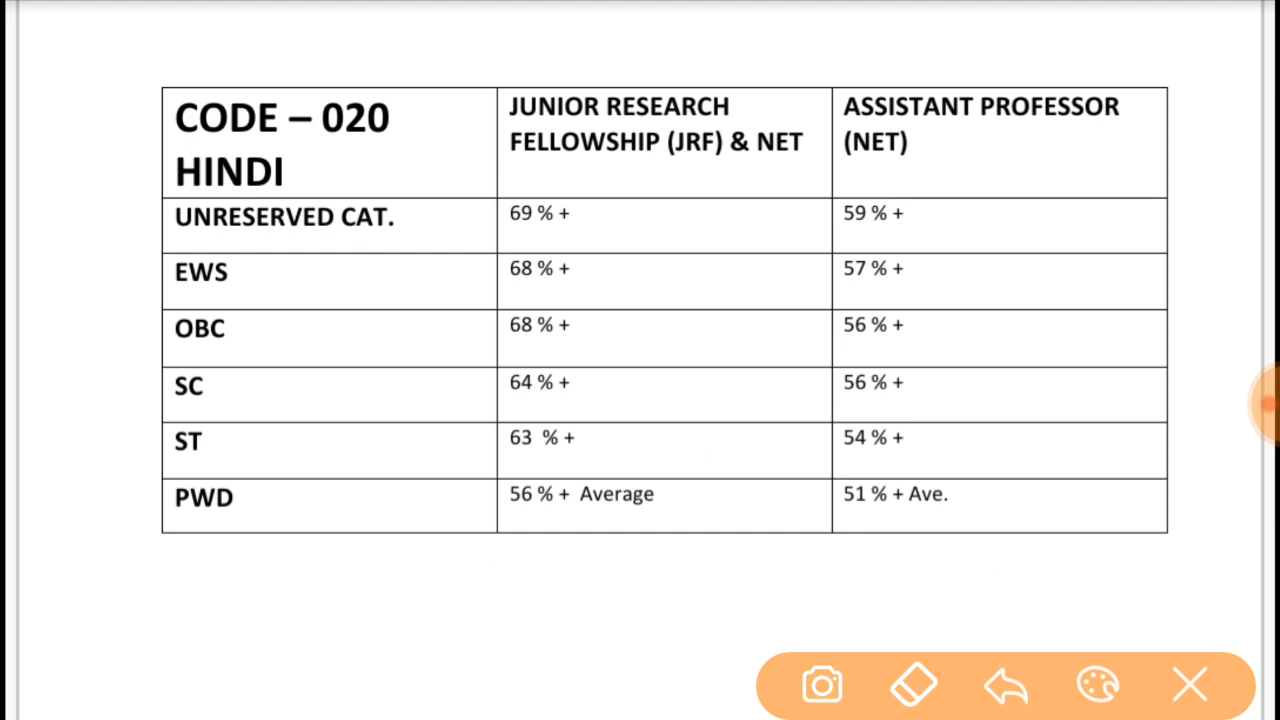 CODE – 020
HINDI
JUNIOR RESEARCH
FELLOWSHIP (JRF) & NET
ASSISTANT PROFESSOR
(NET)
UNRESERVED CAT.
69 % +
59 % +
EWS
68 % +
57 % +
OBC
68 % +
56 % +
SC
64 % +
56 % +
ST
63  % +
54 % +
PWD
56 % +  Average
51 % + Ave.